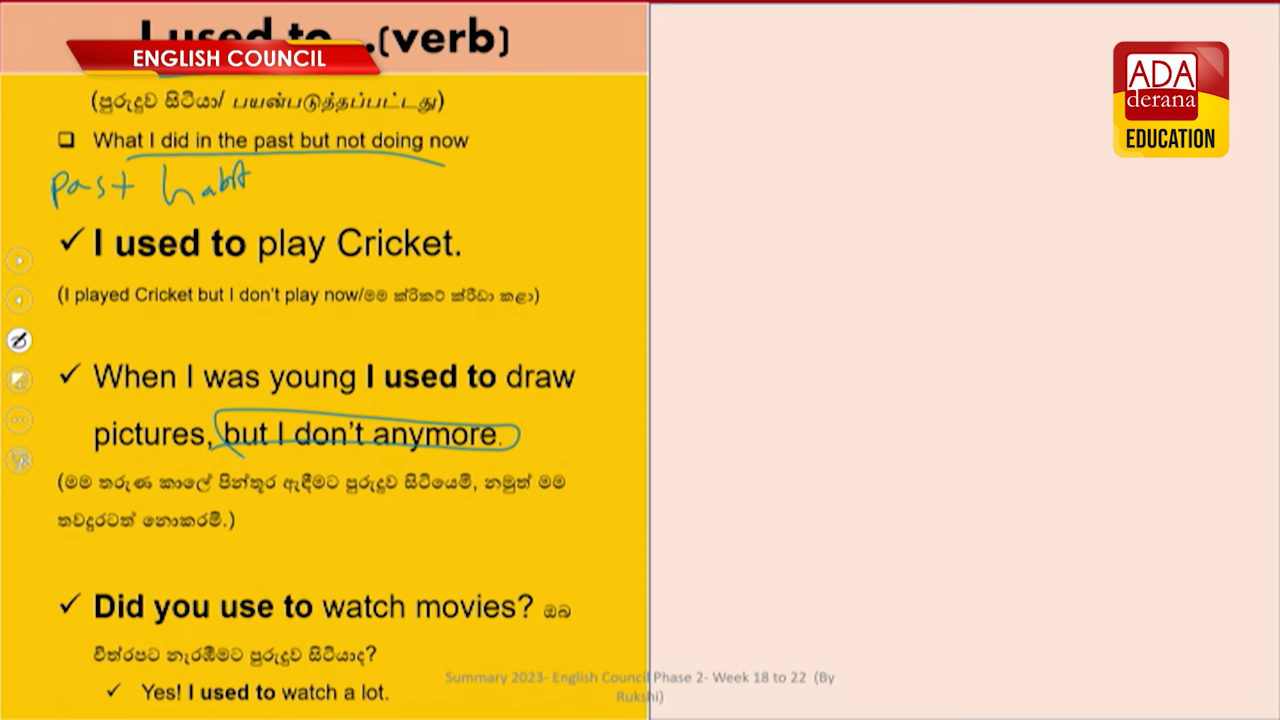 I used to ...(verb)
ENGLISH COUNCIL
(පුරුදුව සිටියා/ பயன்படுத்தப்பட்டது)
What I did in the past but not doing now
past habit
I used to play Cricket.
(I played Cricket but I don't play now/මම ක්රිකට් ක්රීඩා කළා)
When I was young I used to draw
pictures, but I don't anymore.
(මම තරුණ කාලේ පින්තූර ඇඳීමට පුරුදුව සිටියෙමි, නමුත් මම
තවදුරටත් නොකරමි.)
Did you use to watch movies? ඔබ
චිත්රපට නැරඹීමට පුරුදුව සිටියාද?
Yes! I used to watch a lot.
Summary 2023- English Council Phase 2- Week 18 to 22 (By
Rukshi)
ADA
derana
EDUCATION